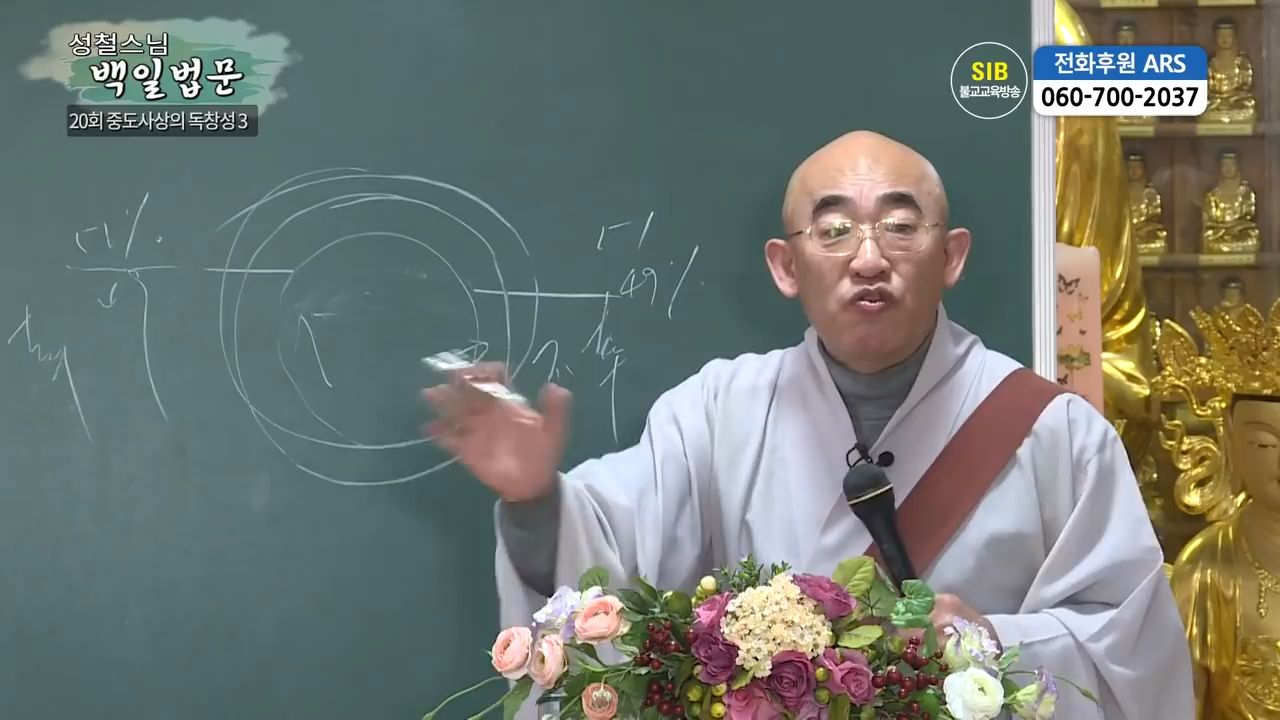 성철스님
백일법문
20회 중도사상의 독창성 3
SIB
불교교육방송
전화후원 ARS
060-700-2037
51%
49%